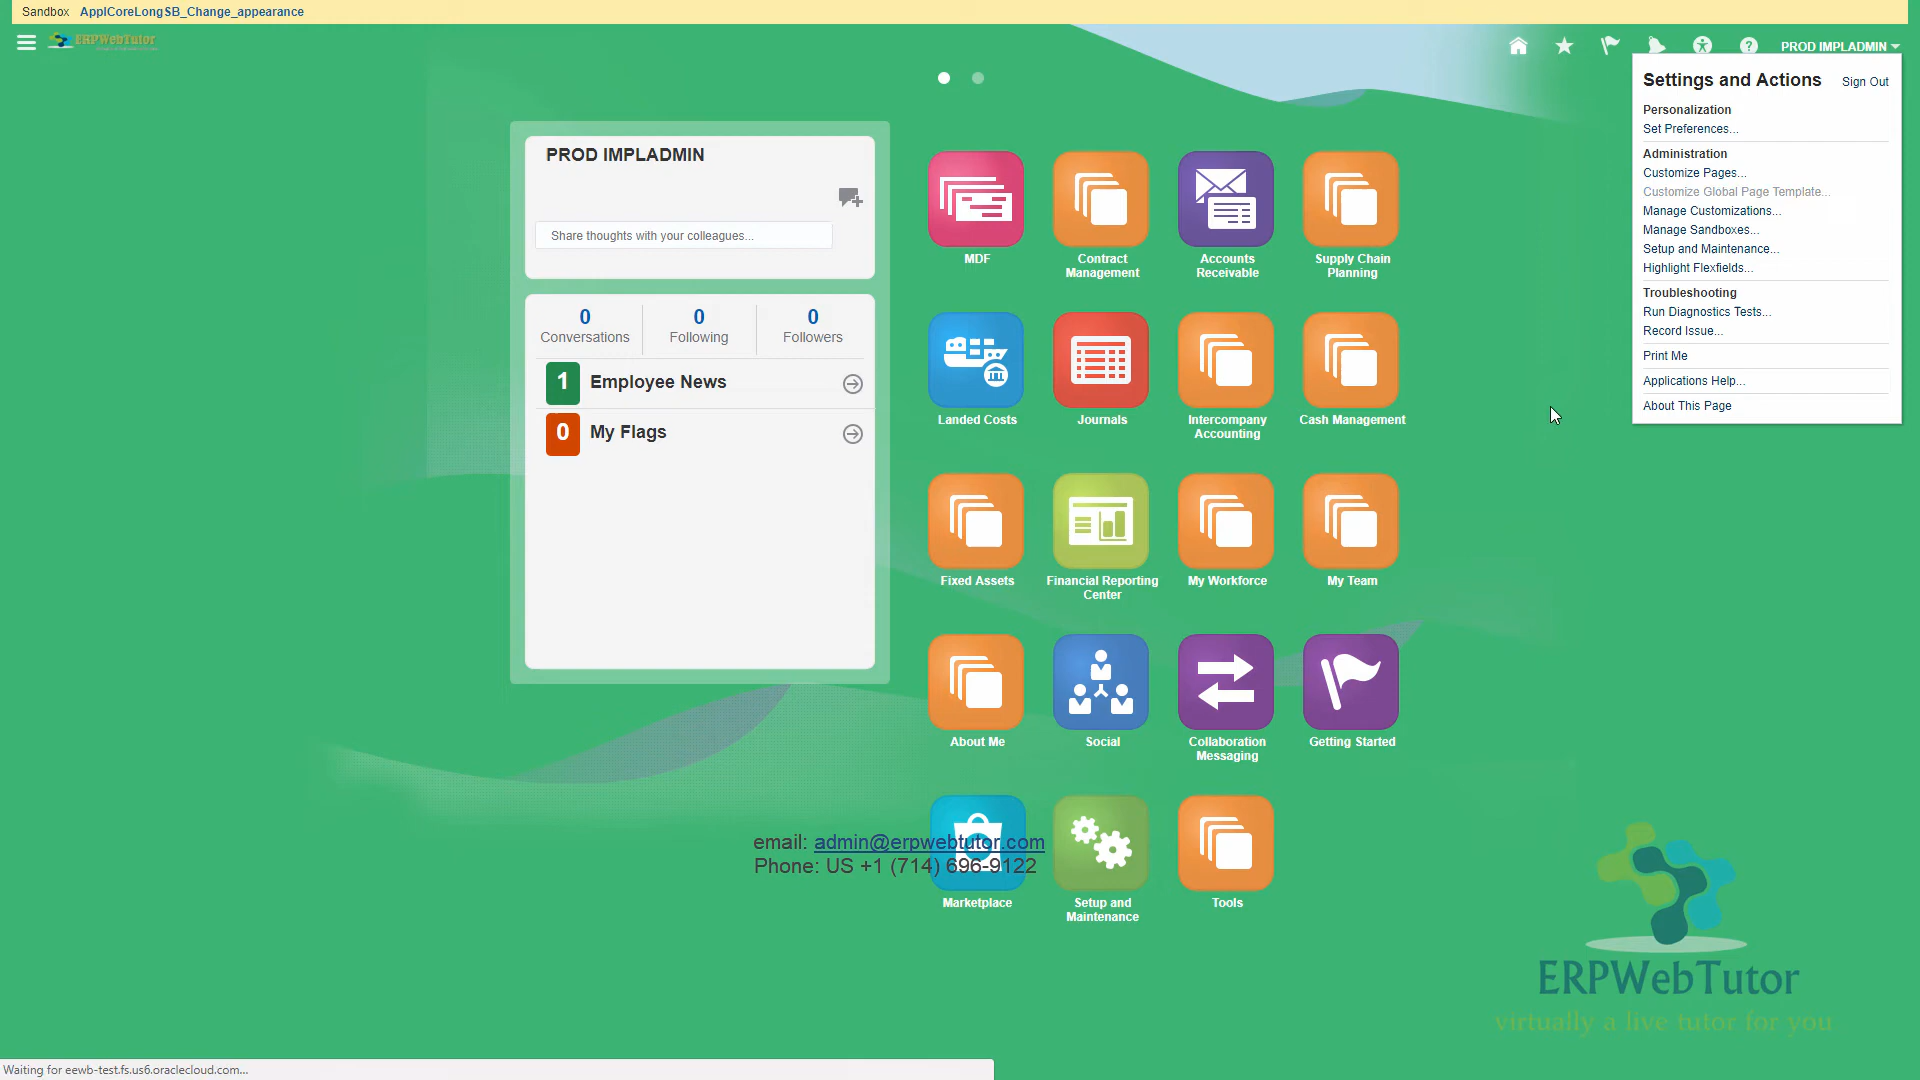 Sandbox ApplCoreLongSB_Change_appearance
ERPWebTutor
PROD IMPLADMIN
Settings and Actions
Sign Out
Personalization
Set Preferences...
Administration
Customize Pages...
Customize Global Page Template...
Manage Customizations...
Manage Sandboxes...
Setup and Maintenance...
Highlight Flexfields...
Troubleshooting
Run Diagnostics Tests...
Record Issue...
Print Me
Applications Help...
About This Page
PROD IMPLADMIN
Share thoughts with your colleagues...
0 0 0
Conversations Following Followers
1 Employee News
0 My Flags
MDF
Contract
Management
Accounts
Receivable
Supply Chain
Planning
Landed Costs
Journals
Intercompany
Accounting
Cash Management
Fixed Assets
Financial Reporting
Center
My Workforce
My Team
About Me
Social
Collaboration
Messaging
Getting Started
email: admin@erpwebtutor.com
Phone: US +1 (714) 696-9122
Marketplace
Setup and
Maintenance
Tools
ERPWebTutor
virtually a live tutor for you
Waiting for eewb-test.fs.us6.oraclecloud.com...